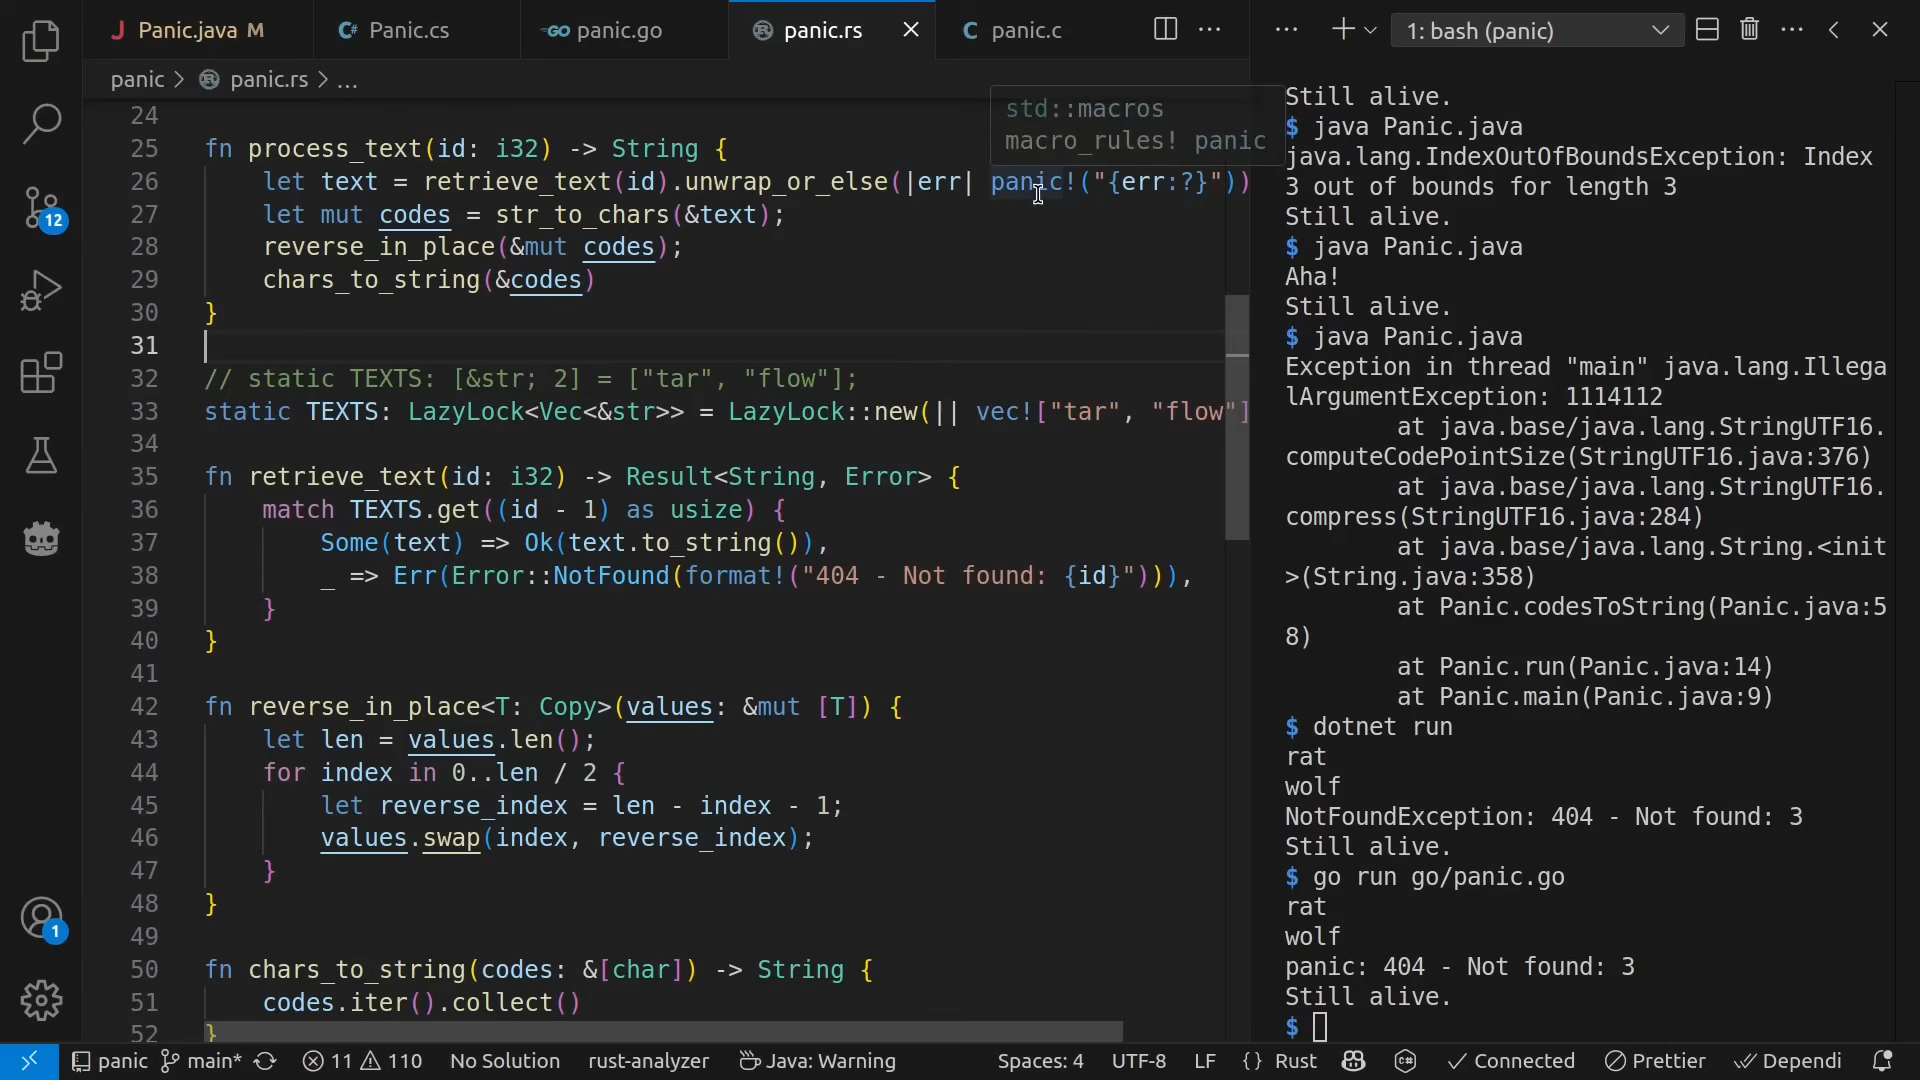 Panic.java M
Panic.cs
panic.go
panic.rs
panic.c
1: bash (panic)
panic > panic.rs > ...
std::macros
macro_rules! panic
24
25 fn process_text(id: i32) -> String {
26 let text = retrieve_text(id).unwrap_or_else(|err| panic!("{err:?}"))
27 let mut codes = str_to_chars(&text);
28 reverse_in_place(&mut codes);
29 chars_to_string(&codes)
30 }
31
32 // static TEXTS: [&str; 2] = ["tar", "flow"];
33 static TEXTS: LazyLock<Vec<&str>> = LazyLock::new(|| vec!["tar", "flow"]
34
35 fn retrieve_text(id: i32) -> Result<String, Error> {
36 match TEXTS.get((id - 1) as usize) {
37 Some(text) => Ok(text.to_string()),
38 _ => Err(Error::NotFound(format!("404 - Not found: {id}"))),
39 }
40 }
41
42 fn reverse_in_place<T: Copy>(values: &mut [T]) {
43 let len = values.len();
44 for index in 0..len / 2 {
45 let reverse_index = len - index - 1;
46 values.swap(index, reverse_index);
47 }
48 }
49
50 fn chars_to_string(codes: &[char]) -> String {
51 codes.iter().collect()
52 }
Still alive.
$ java Panic.java
java.lang.IndexOutOfBoundsException: Index
3 out of bounds for length 3
Still alive.
$ java Panic.java
Aha!
Still alive.
$ java Panic.java
Exception in thread "main" java.lang.Illega
lArgumentException: 1114112
at java.base/java.lang.StringUTF16.
computeCodePointSize(StringUTF16.java:376)
at java.base/java.lang.StringUTF16.
compress(StringUTF16.java:284)
at java.base/java.lang.String.<init
>(String.java:358)
at Panic.codesToString(Panic.java:5
8)
at Panic.run(Panic.java:14)
at Panic.main(Panic.java:9)
$ dotnet run
rat
wolf
NotFoundException: 404 - Not found: 3
Still alive.
$ go run go/panic.go
rat
wolf
panic: 404 - Not found: 3
Still alive.
$
12
1
panic main* 11 110 No Solution rust-analyzer Java: Warning Spaces: 4 UTF-8 LF {} Rust Connected Prettier Dependi